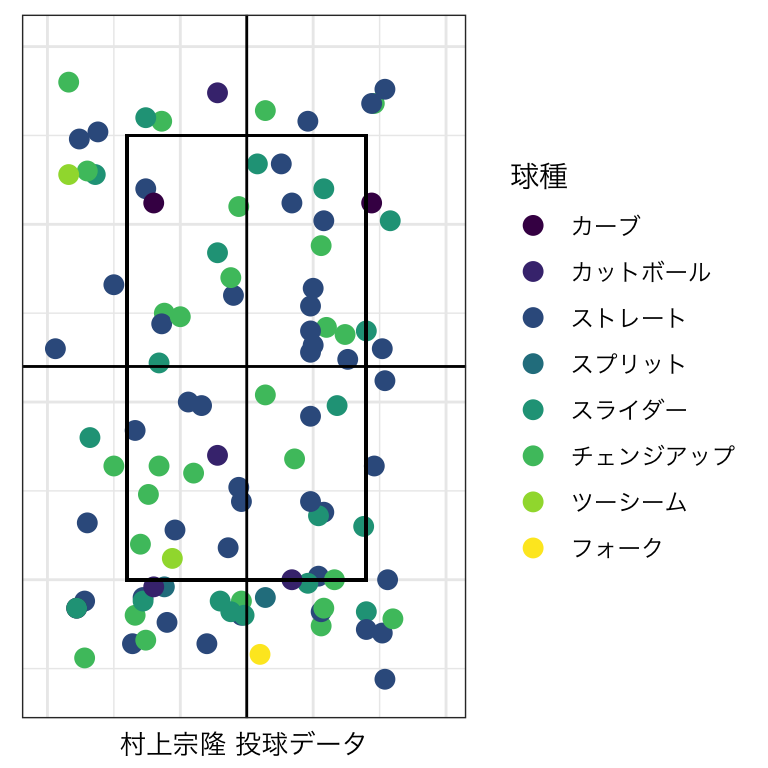 球種
カーブ
カットボール
ストレート
スプリット
スライダー
チェンジアップ
ツーシーム
フォーク
村上宗隆 投球データ